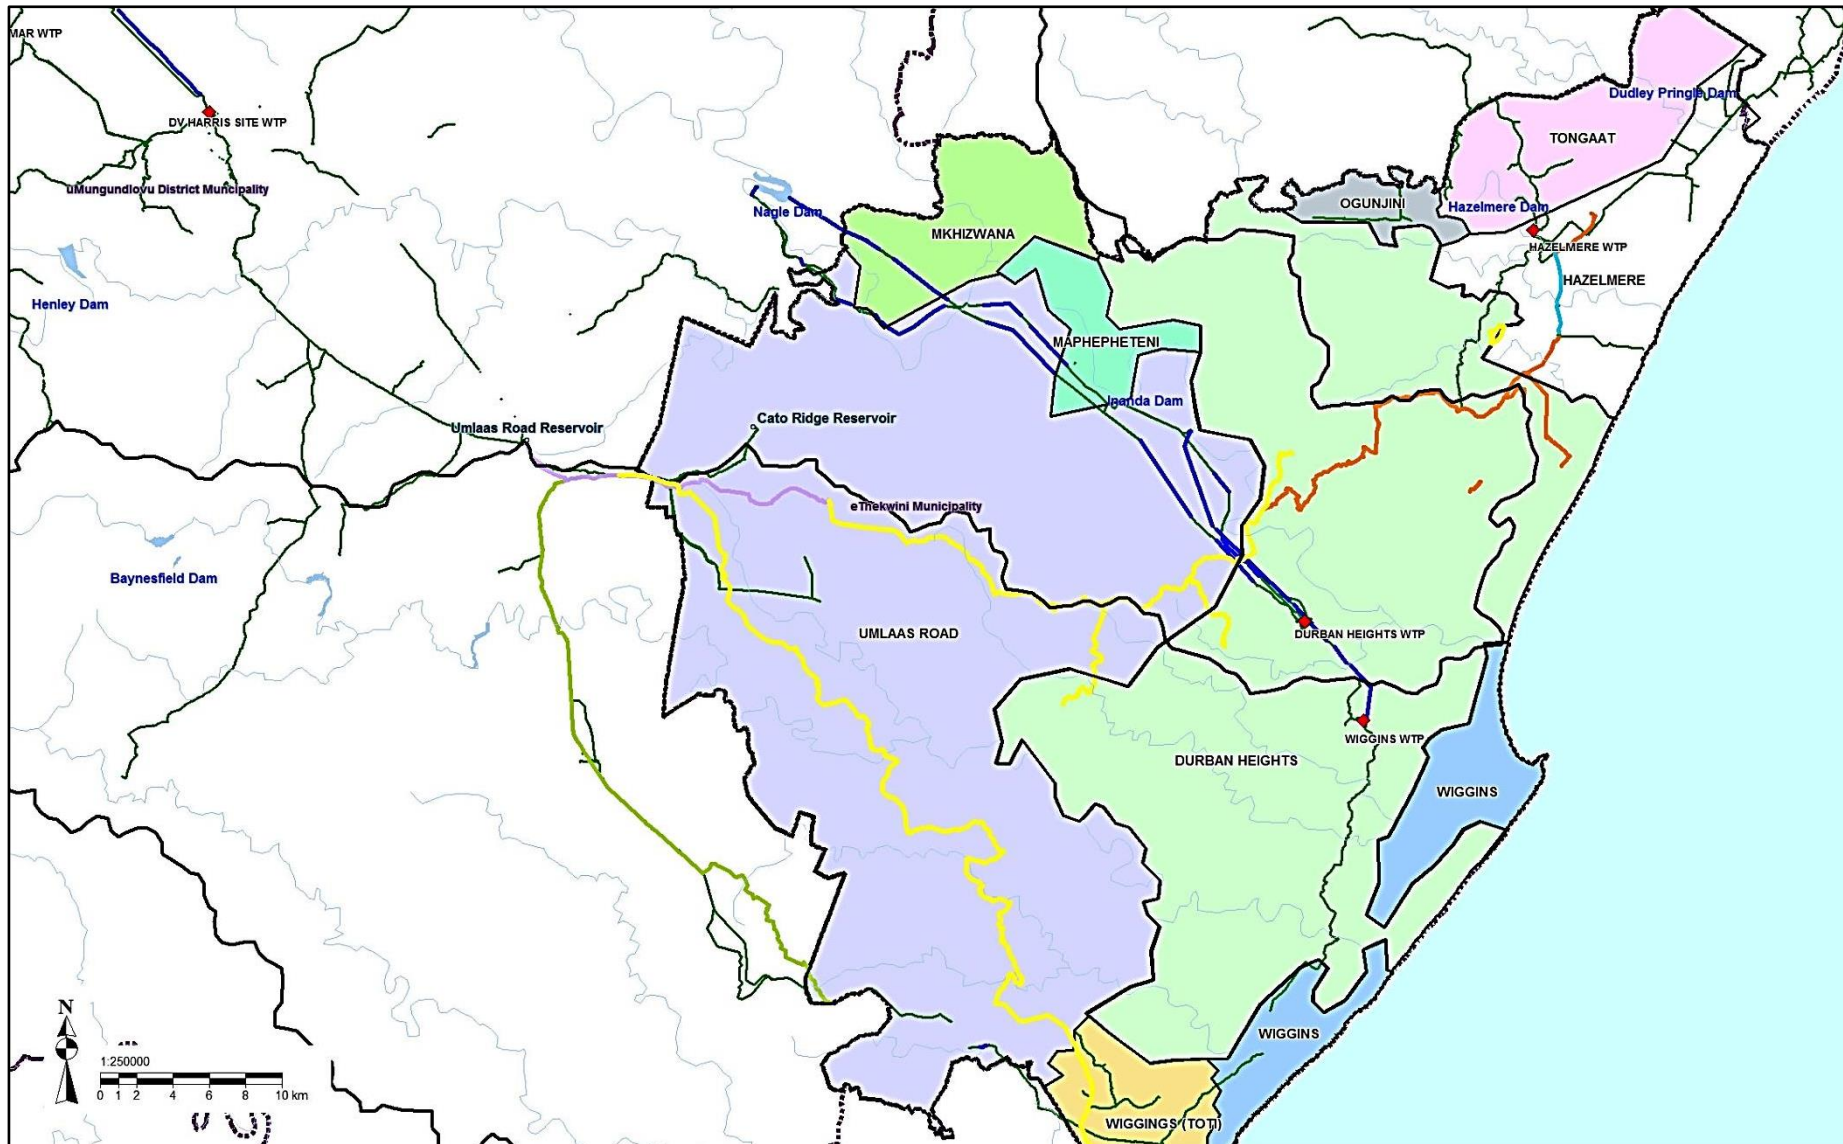 MAR WTP
DV HARRIS SITE WTP
Dudley Pringle Dam
TONGAAT
uMungundlovu District Muncipality
Nagle Dam
OGUNJINI
Hazelmere Dam
MKHIZWANA
HAZELMERE WTP
HAZELMERE
Henley Dam
MAPHEPHETENI
Inanda Dam
Cato Ridge Reservoir
Umlaas Road Reservoir
eThekwini Municipality
Baynesfield Dam
UMLAAS ROAD
DURBAN HEIGHTS WTP
WIGGINS WTP
DURBAN HEIGHTS
WIGGINS
N
WIGGINS
1:250000
0 1 2 4 6 8 10 km
WIGGINGS (TOTI)